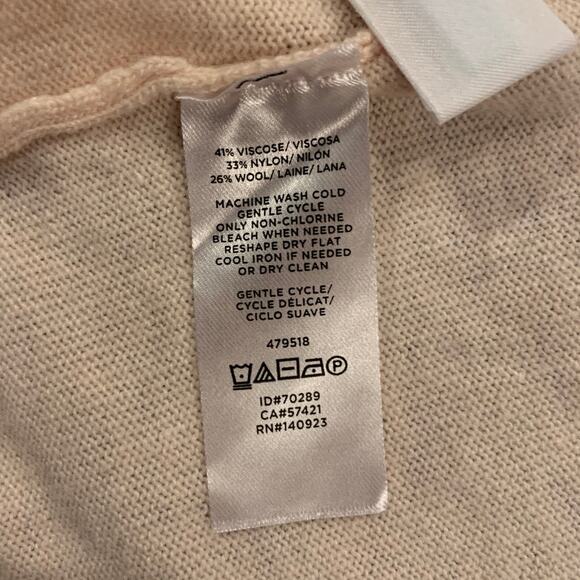 41% VISCOSE/ VISCOSA
33% NYLON/ NILÓN
26% WOOL/ LAINE/ LANA
MACHINE WASH COLD
GENTLE CYCLE
ONLY NON-CHLORINE
BLEACH WHEN NEEDED
RESHAPE DRY FLAT
COOL IRON IF NEEDED
OR DRY CLEAN
GENTLE CYCLE/
CYCLE DÉLICAT/
CICLO SUAVE
479518
P
ID#70289
CA#57421
RN#140923